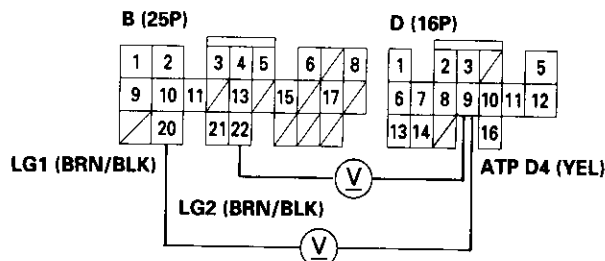 B (25P)
D (16P)
1 2 3 4 5 6 8
9 10 11 13 15 17
20 21 22
1 2 3 5
6 7 8 9 10 11 12
13 14 16
LG1 (BRN/BLK)
V
ATP D4 (YEL)
LG2 (BRN/BLK)
V